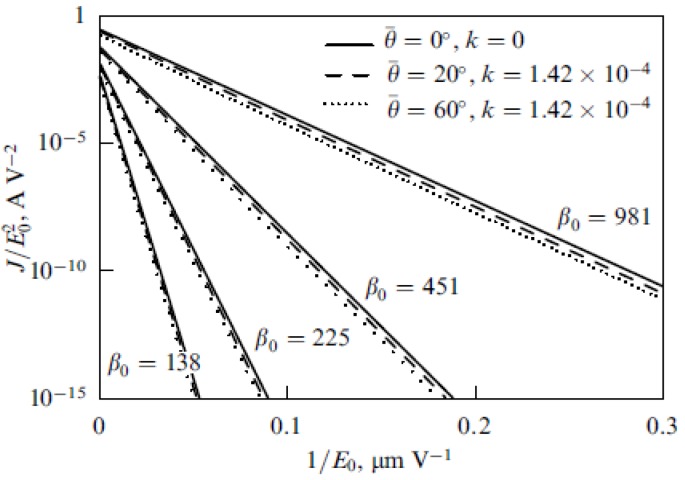 1
10⁻⁵
10⁻¹⁰
10⁻¹⁵
J/E₀², A V⁻²
θ̄ = 0°, k = 0
θ̄ = 20°, k = 1.42 × 10⁻⁴
θ̄ = 60°, k = 1.42 × 10⁻⁴
β₀ = 981
β₀ = 451
β₀ = 225
β₀ = 138
0
0.1
0.2
0.3
1/E₀, μm V⁻¹